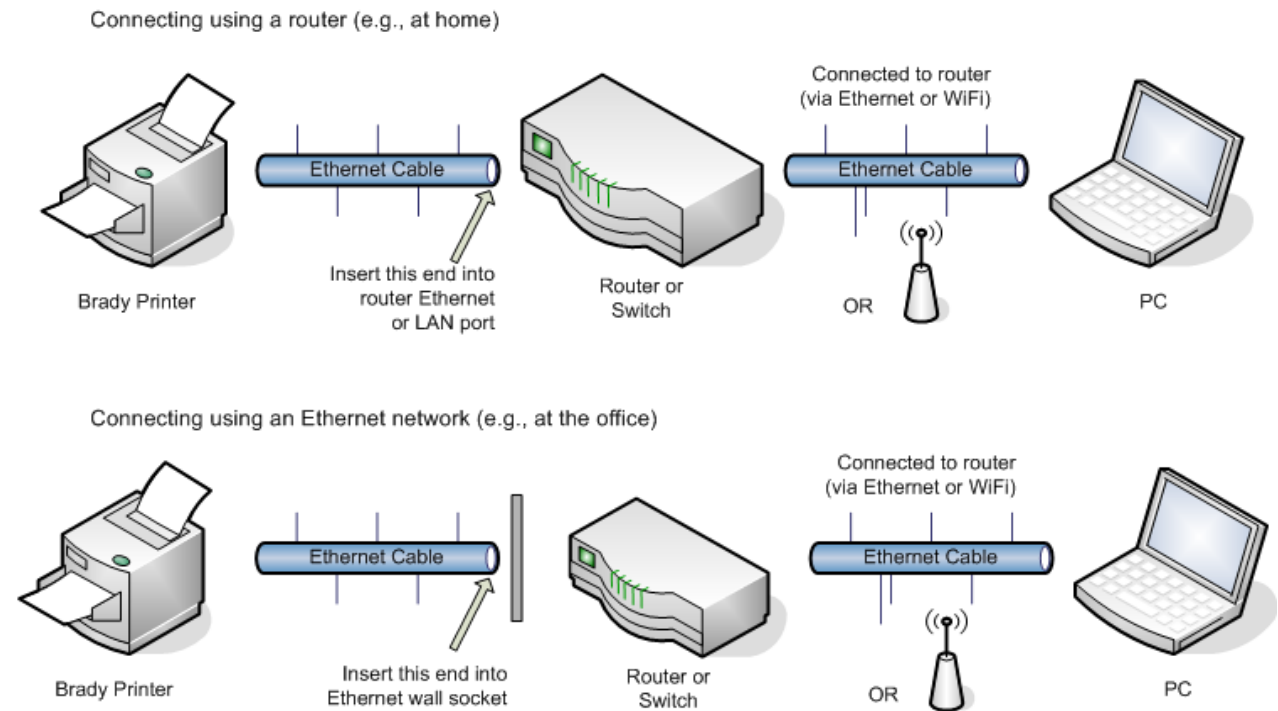 Connecting using a router (e.g., at home)
Connected to router
(via Ethernet or WiFi)
Ethernet Cable
Ethernet Cable
Insert this end into
router Ethernet
or LAN port
Brady Printer
Router or
Switch
OR
PC
Connecting using an Ethernet network (e.g., at the office)
Connected to router
(via Ethernet or WiFi)
Ethernet Cable
Ethernet Cable
Insert this end into
Ethernet wall socket
Brady Printer
Router or
Switch
OR
PC